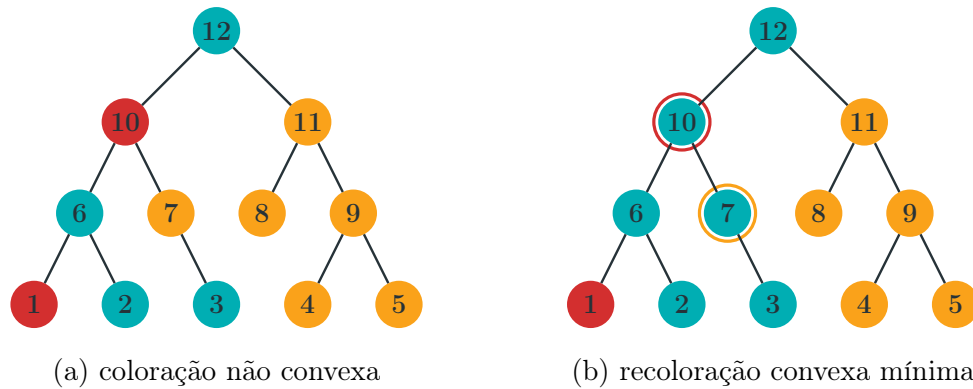 12 12
10 11 10 11
6 7 8 9 6 7 8 9
1 2 3 4 5 1 2 3 4 5
(a) coloração não convexa (b) recoloração convexa mínima